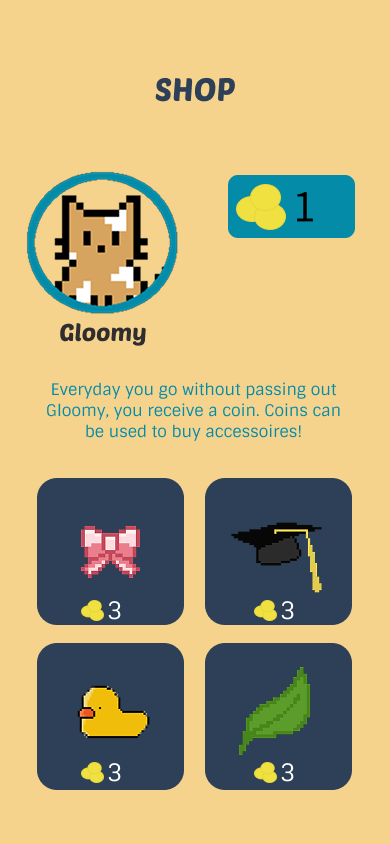 SHOP
1
Gloomy
Everyday you go without passing out
Gloomy, you receive a coin. Coins can
be used to buy accessoires!
3
3
3
3